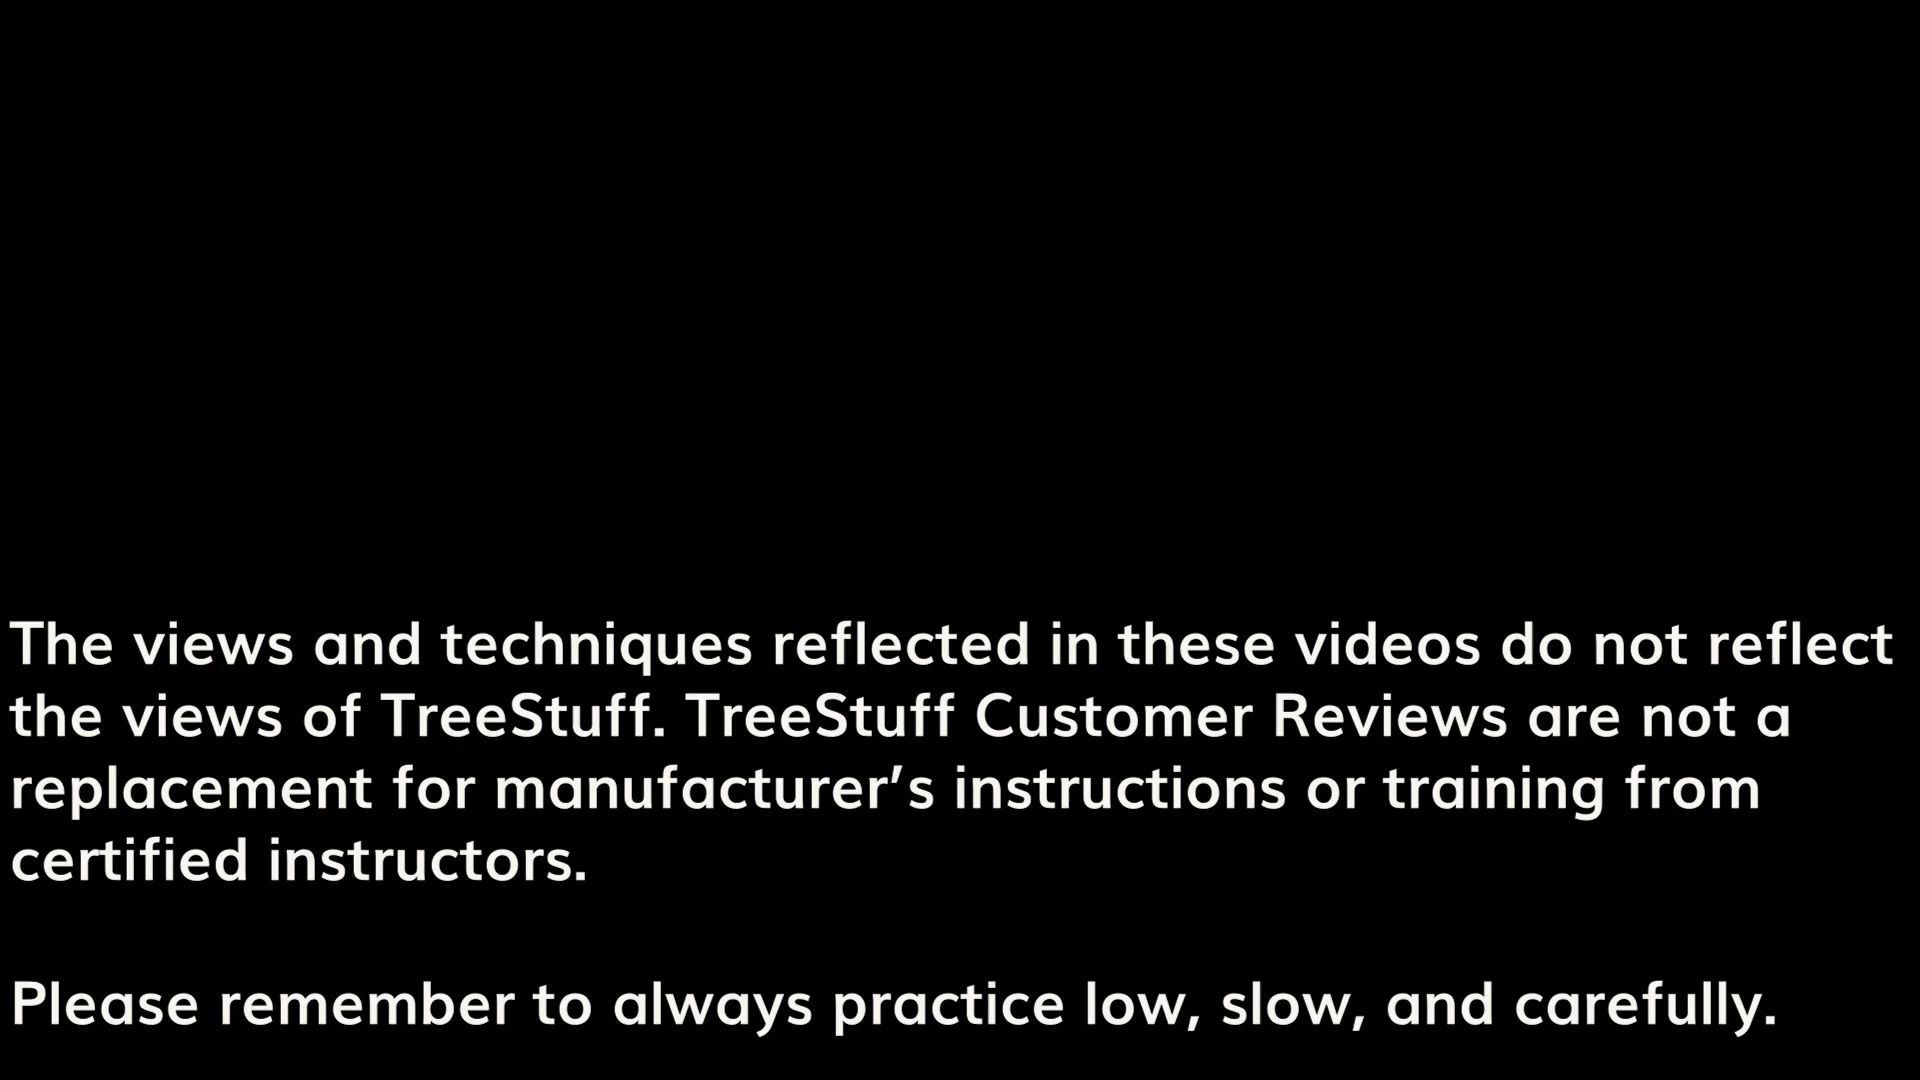 The views and techniques reflected in these videos do not reflect
the views of TreeStuff. TreeStuff Customer Reviews are not a
replacement for manufacturer’s instructions or training from
certified instructors.
Please remember to always practice low, slow, and carefully.